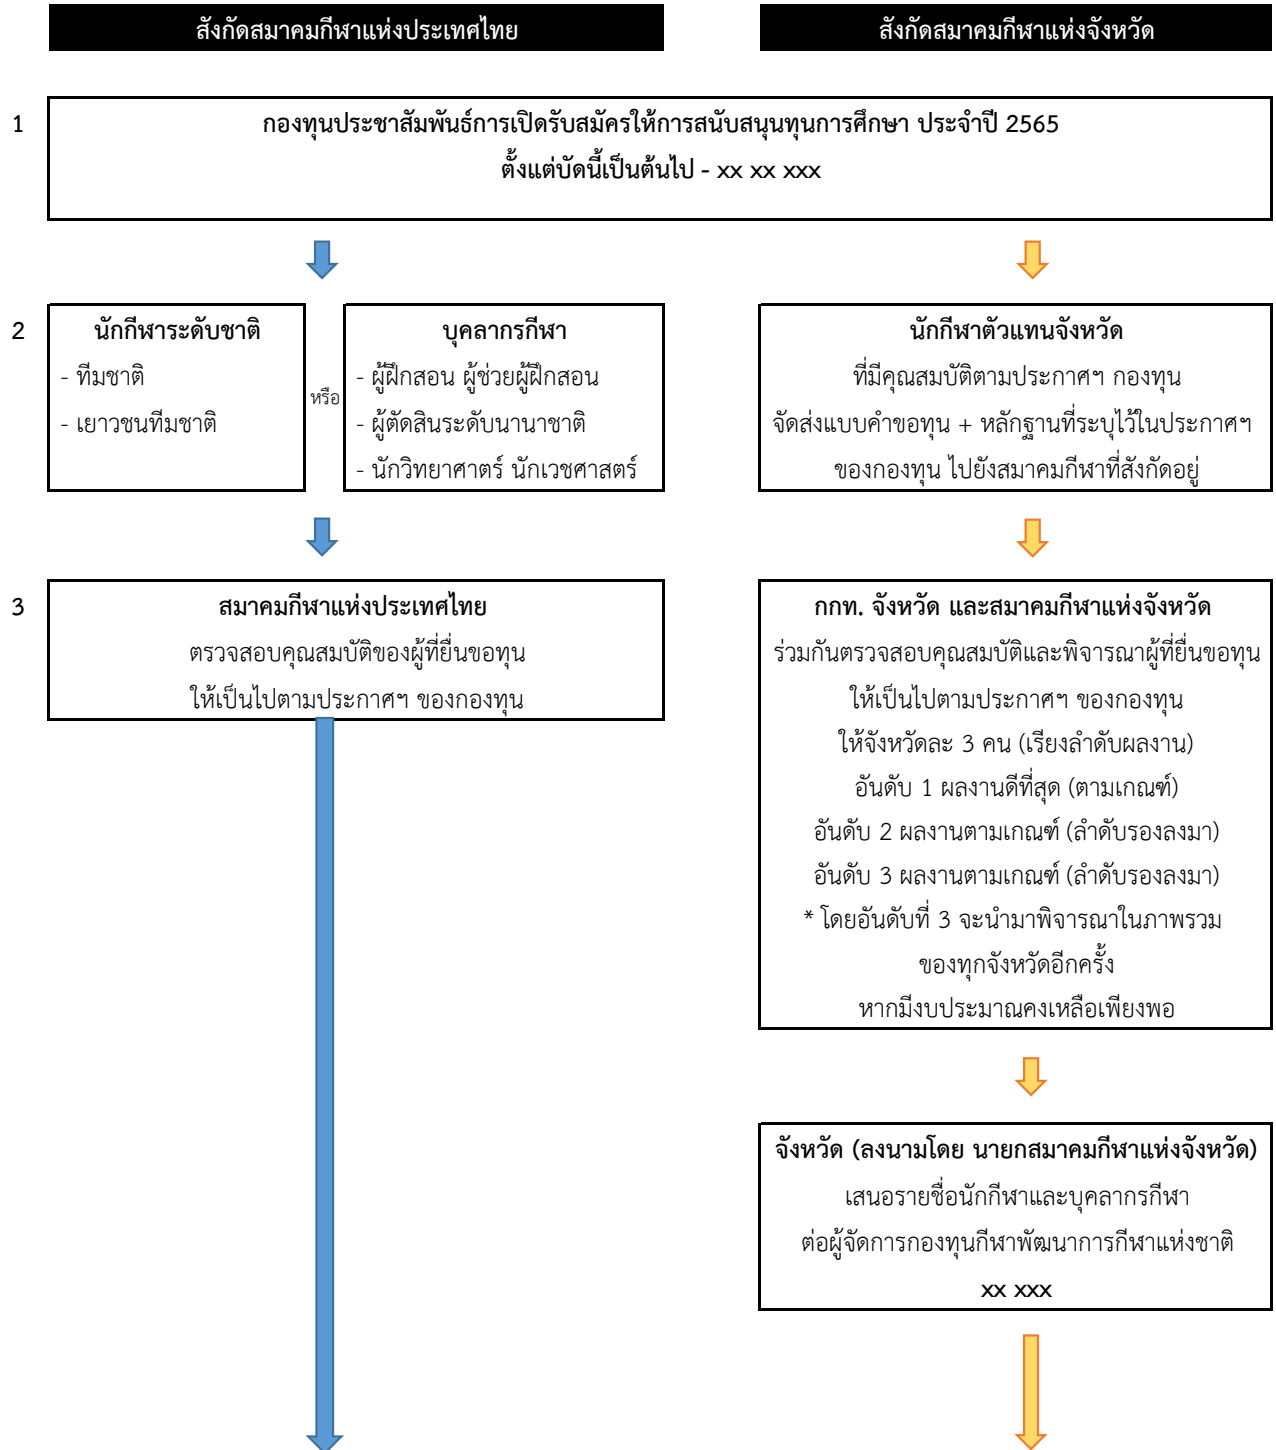 สังกัดสมาคมกีฬาแห่งประเทศไทย
สังกัดสมาคมกีฬาแห่งจังหวัด
1
กองทุนประชาสัมพันธ์การเปิดรับสมัครให้การสนับสนุนทุนการศึกษา ประจำปี 2565
ตั้งแต่บัดนี้เป็นต้นไป - xx xx xxx
2
นักกีฬาระดับชาติ
- ทีมชาติ
- เยาวชนทีมชาติ
หรือ
บุคลากรกีฬา
- ผู้ฝึกสอน ผู้ช่วยผู้ฝึกสอน
- ผู้ตัดสินระดับนานาชาติ
- นักวิทยาศาตร์ นักเวชศาสตร์
นักกีฬาตัวแทนจังหวัด
ที่มีคุณสมบัติตามประกาศฯ กองทุน
จัดส่งแบบคำขอทุน + หลักฐานที่ระบุไว้ในประกาศฯ
ของกองทุน ไปยังสมาคมกีฬาที่สังกัดอยู่
3
สมาคมกีฬาแห่งประเทศไทย
ตรวจสอบคุณสมบัติของผู้ที่ยื่นขอทุน
ให้เป็นไปตามประกาศฯ ของกองทุน
กกท. จังหวัด และสมาคมกีฬาแห่งจังหวัด
ร่วมกันตรวจสอบคุณสมบัติและพิจารณาผู้ที่ยื่นขอทุน
ให้เป็นไปตามประกาศฯ ของกองทุน
ให้จังหวัดละ 3 คน (เรียงลำดับผลงาน)
อันดับ 1 ผลงานดีที่สุด (ตามเกณฑ์)
อันดับ 2 ผลงานตามเกณฑ์ (ลำดับรองลงมา)
อันดับ 3 ผลงานตามเกณฑ์ (ลำดับรองลงมา)
* โดยอันดับที่ 3 จะนำมาพิจารณาในภาพรวม
ของทุกจังหวัดอีกครั้ง
หากมีงบประมาณคงเหลือเพียงพอ
จังหวัด (ลงนามโดย นายกสมาคมกีฬาแห่งจังหวัด)
เสนอรายชื่อนักกีฬาและบุคลากรกีฬา
ต่อผู้จัดการกองทุนกีฬาพัฒนาการกีฬาแห่งชาติ
xx xxx